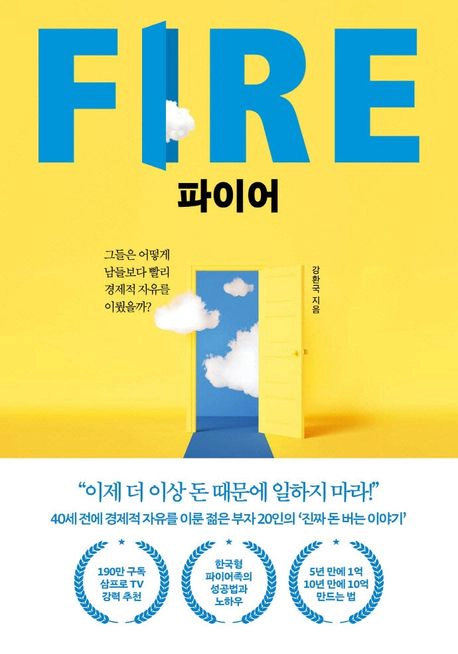 FIRE
파이어
그들은 어떻게
남들보다 빨리
경제적 자유를
이뤘을까?
강환국 지음
“이제 더 이상 돈 때문에 일하지 마라!”
40세 전에 경제적 자유를 이룬 젊은 부자 20인의 ‘진짜 돈 버는 이야기’
190만 구독
삼프로 TV
강력 추천
한국형
파이어족의
성공법과
노하우
5년 만에 1억
10년 만에 10억
만드는 법